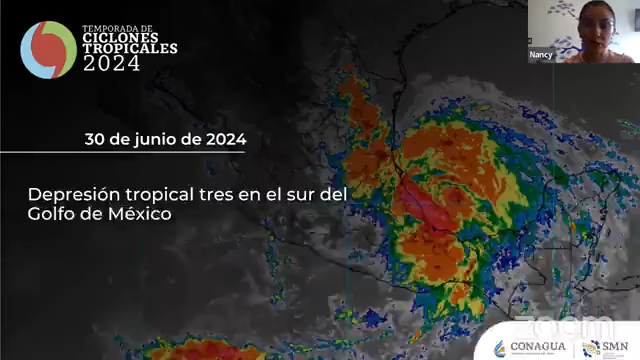 TEMPORADA DE
CICLONES
TROPICALES
2024
Nancy
30 de junio de 2024
Depresión tropical tres en el sur del
Golfo de México
zoom
CONAGUA
SMN